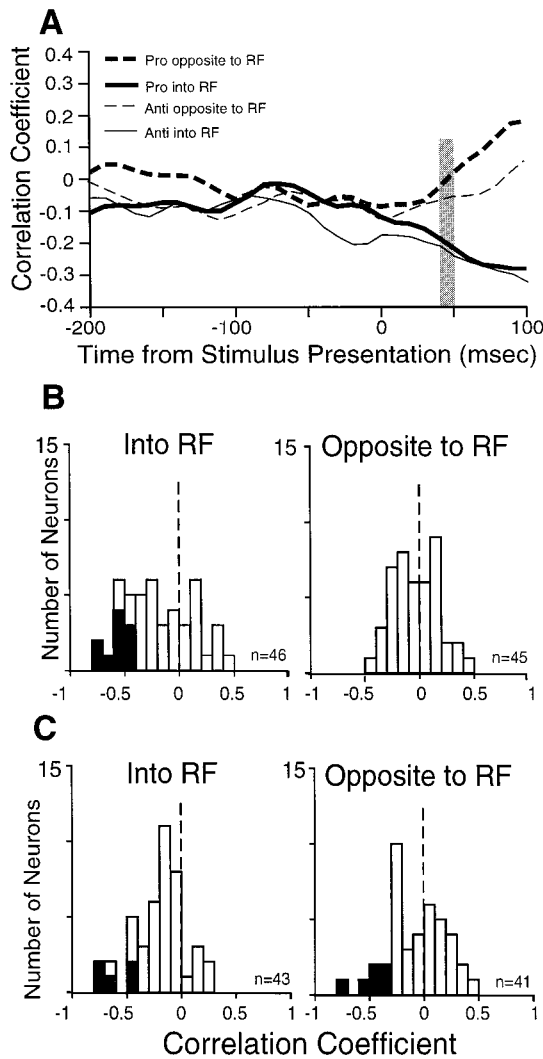 A
Correlation Coefficient
0.4
0.3
0.2
0.1
0
-0.1
-0.2
-0.3
-0.4
Pro opposite to RF
Pro into RF
Anti opposite to RF
Anti into RF
-200
-100
0
100
Time from Stimulus Presentation (msec)
B
Number of Neurons
15
Into RF
n=46
-1
-0.5
0
0.5
1
15
Opposite to RF
n=45
-1
-0.5
0
0.5
1
C
Number of Neurons
15
Into RF
n=43
-1
-0.5
0
0.5
1
15
Opposite to RF
n=41
-1
-0.5
0
0.5
1
Correlation Coefficient